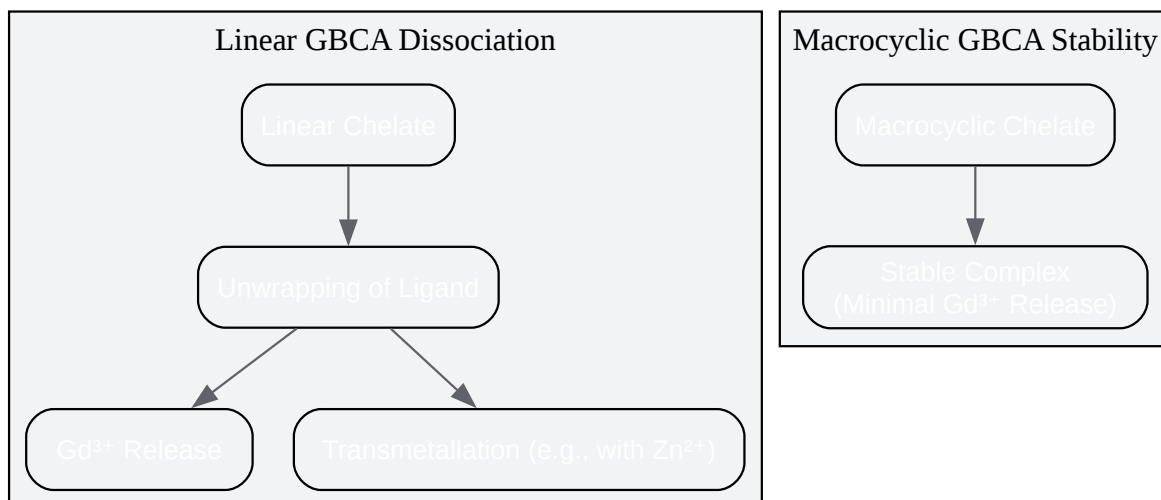 Linear GBCA Dissociation
Linear Chelate
Unwrapping of Ligand
Gd³⁺ Release
Transmetallation (e.g., with Zn²⁺)
Macrocyclic GBCA Stability
Macrocyclic Chelate
Stable Complex
(Minimal Gd³⁺ Release)